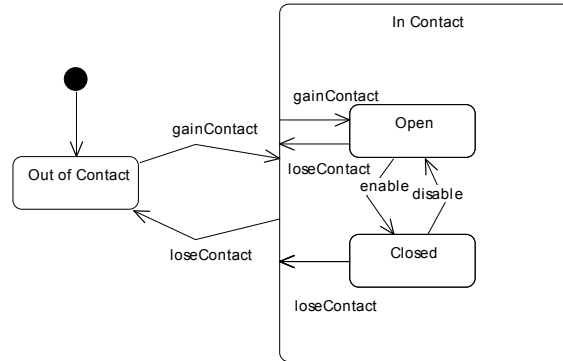 In Contact
gainContact
Open
gainContact
Out of Contact
loseContact
enable
disable
loseContact
Closed
loseContact